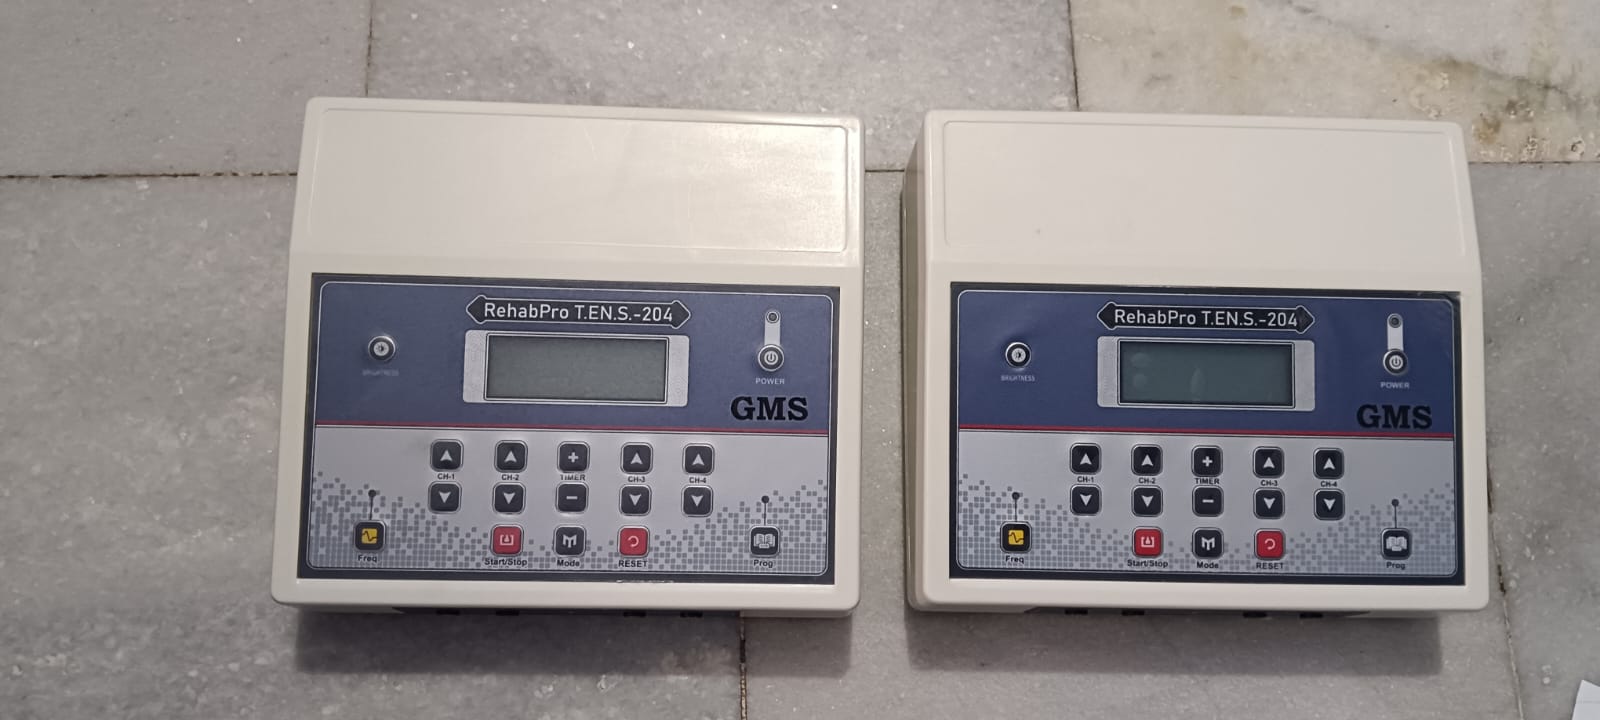 RehabPro T.EN.S.-204
BRIGHTNESS
POWER
GMS
CH-1
CH-2
TIMER
CH-3
CH-4
Freq
Start/Stop
Mode
RESET
Prog
RehabPro T.EN.S.-204
BRIGHTNESS
POWER
GMS
CH-1
CH-2
TIMER
CH-3
CH-4
Freq
Start/Stop
Mode
RESET
Prog